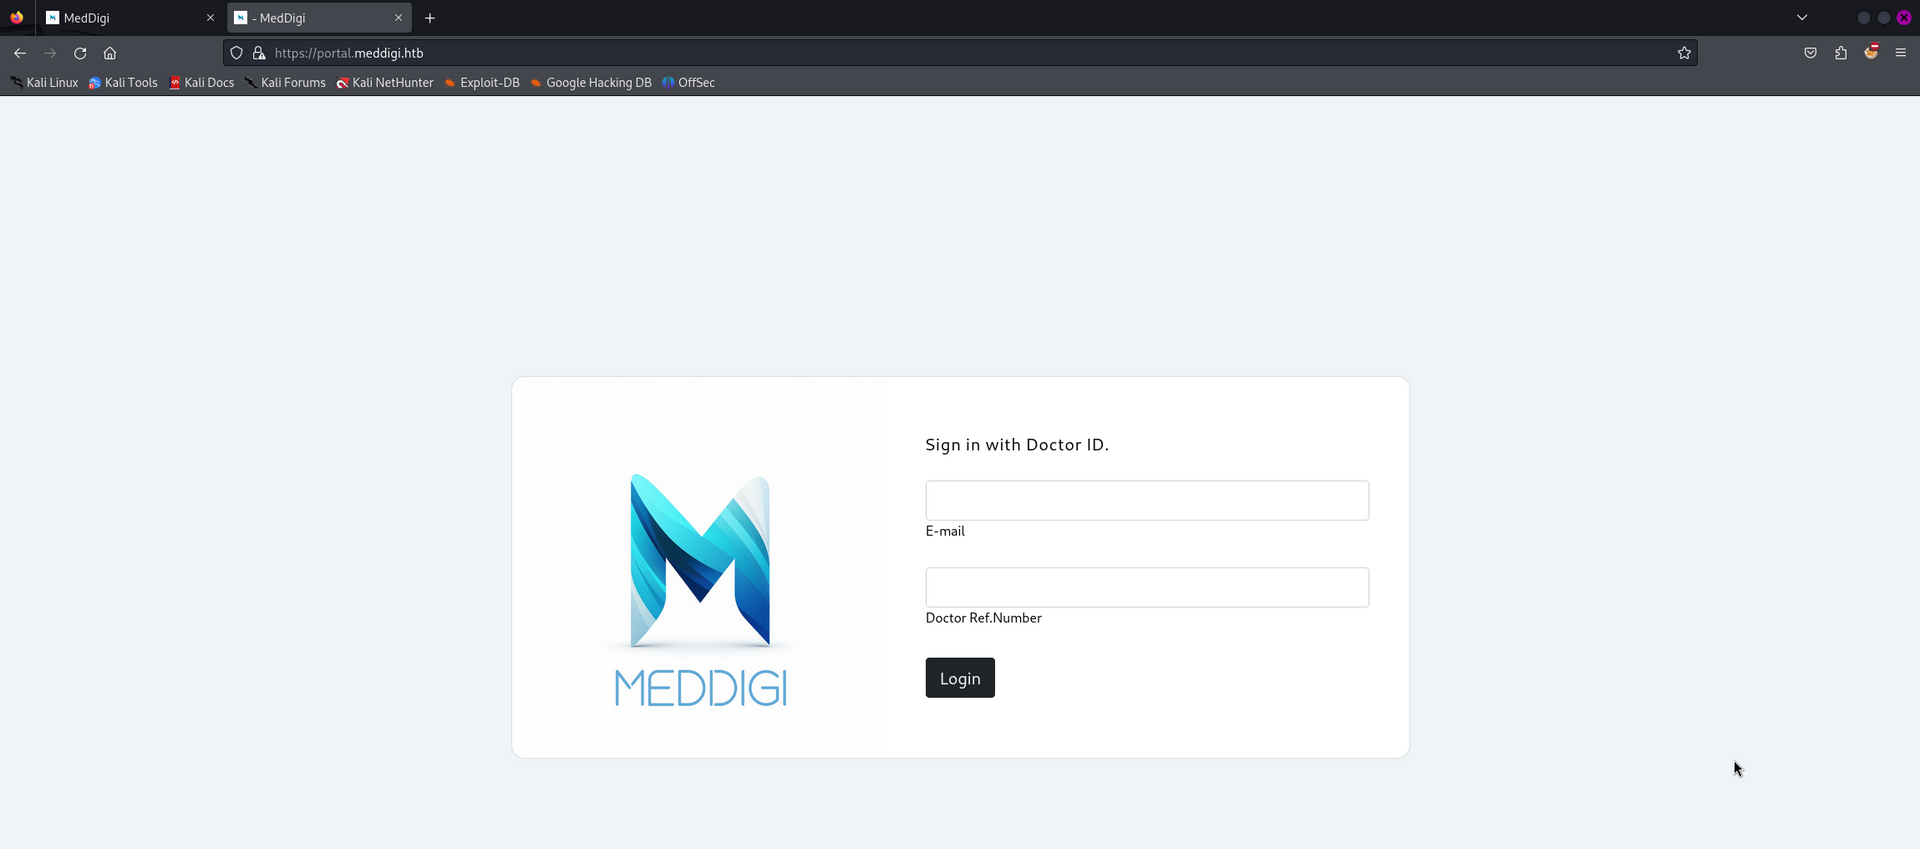 MedDigi
- MedDigi
https://portal.meddigi.htb
Kali Linux Kali Tools Kali Docs Kali Forums Kali NetHunter Exploit-DB Google Hacking DB OffSec
Sign in with Doctor ID.
E-mail
Doctor Ref.Number
Login
MEDDIGI